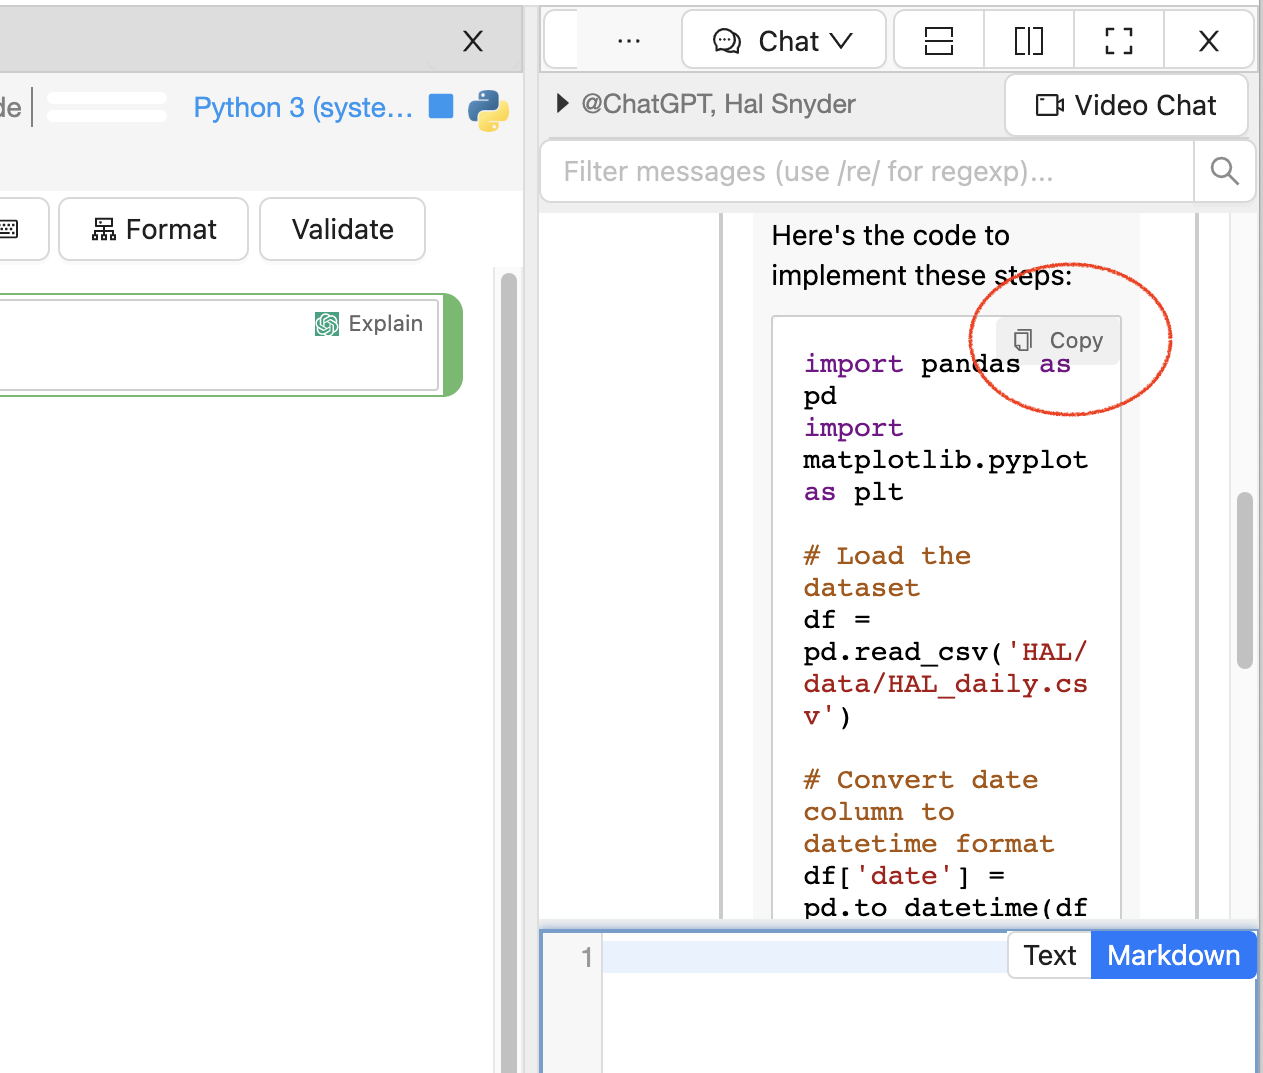 X
...
Chat
X
de
Python 3 (syste...
@ChatGPT, Hal Snyder
Video Chat
Filter messages (use /re/ for regexp)...
Format
Validate
Explain
Here's the code to
implement these steps:
Copy
import pandas as
pd
import
matplotlib.pyplot
as plt
# Load the
dataset
df =
pd.read_csv('HAL/
data/HAL_daily.cs
v')
# Convert date
column to
datetime format
df['date'] =
pd.to_datetime(df
1
Text
Markdown